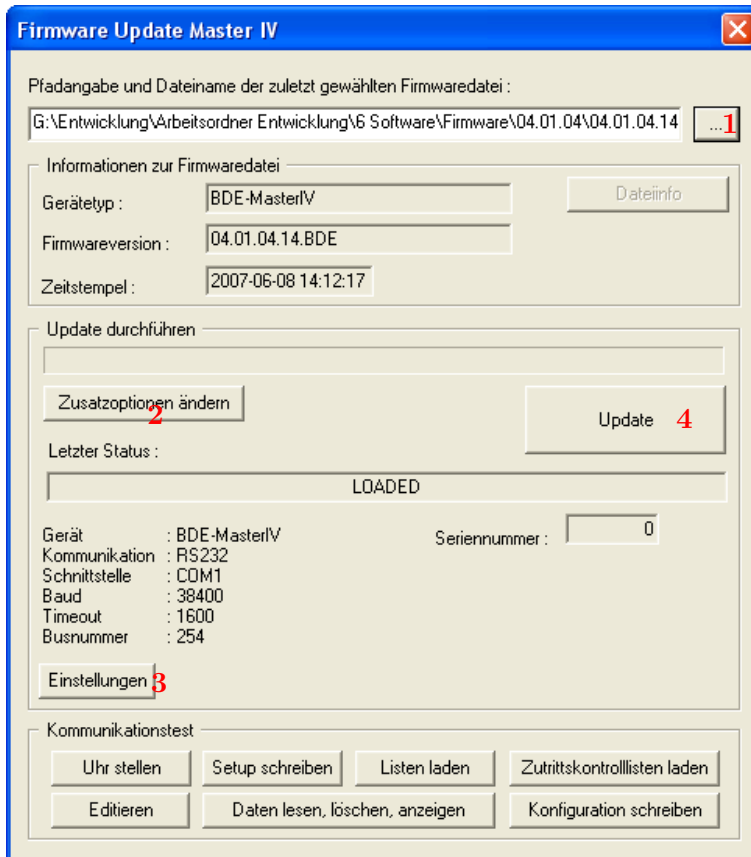 Firmware Update Master IV
Pfadangabe und Dateiname der zuletzt gewählten Firmwaredatei :
G:\Entwicklung\Arbeitsordner Entwicklung\6 Software\Firmware\04.01.04\04.01.04.14
... 1
Informationen zur Firmwaredatei
Gerätetyp : BDE-MasterIV
Dateiinfo
Firmwareversion : 04.01.04.14.BDE
Zeitstempel : 2007-06-08 14:12:17
Update durchführen
Zusatzoptionen ändern 2
Update 4
Letzter Status :
LOADED
Gerät : BDE-MasterIV
Seriennummer : 0
Kommunikation : RS232
Schnittstelle : COM1
Baud : 38400
Timeout : 1600
Busnummer : 254
Einstellungen 3
Kommunikationstest
Uhr stellen Setup schreiben Listen laden Zutrittskontrolllisten laden
Editieren Daten lesen, löschen, anzeigen Konfiguration schreiben